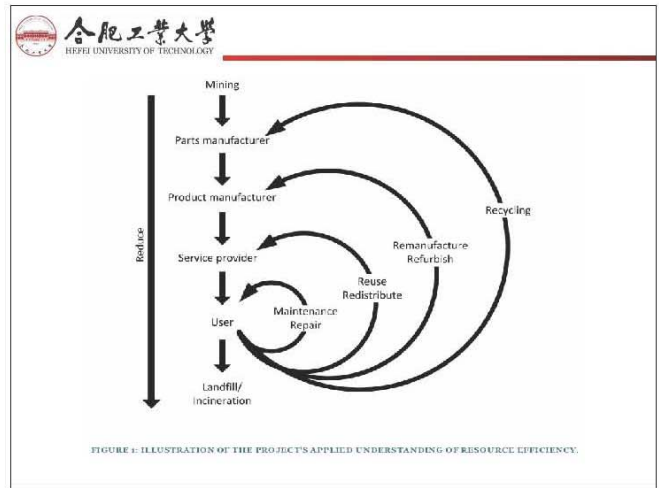 合肥工業大學
HEFEI UNIVERSITY OF TECHNOLOGY
Mining
Parts manufacturer
Product manufacturer
Recycling
Reduce
Remanufacture
Refurbish
Service provider
Reuse
Redistribute
Maintenance
Repair
User
Landfill/
Incineration
FIGURE 1: ILLUSTRATION OF THE PROJECT'S APPLIED UNDERSTANDING OF RESOURCE EFFICIENCY.